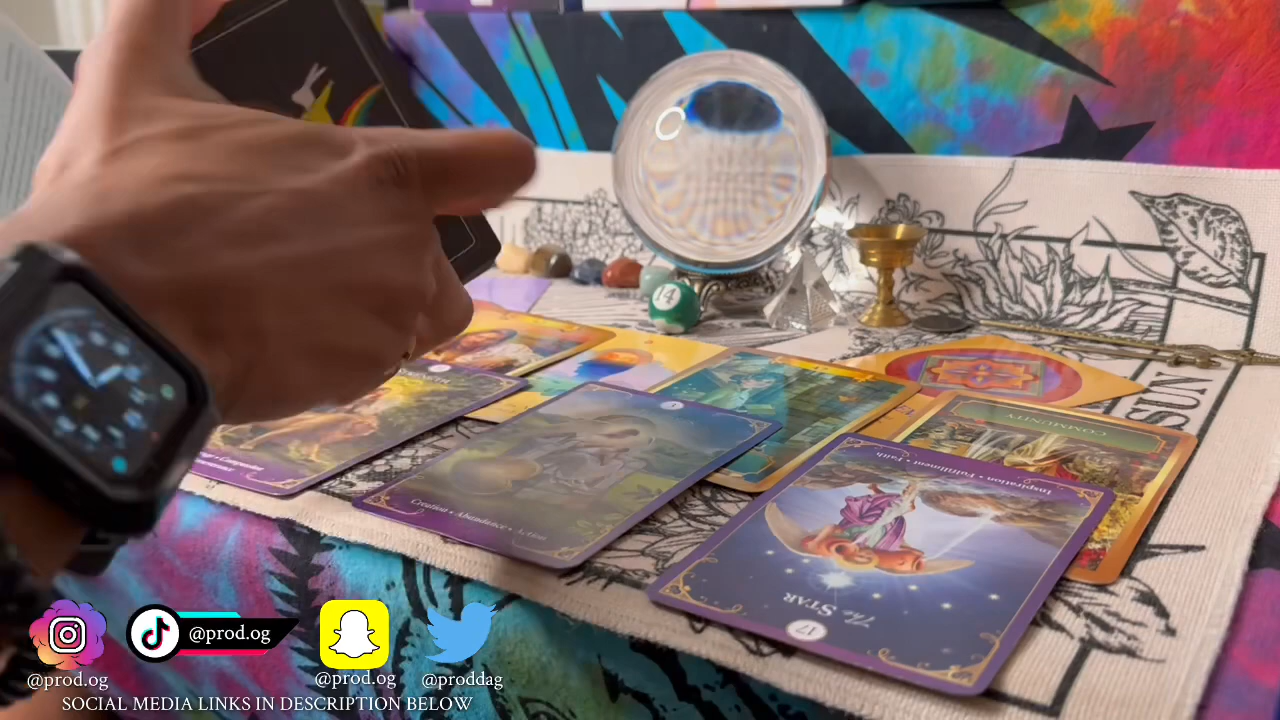 14
SUN
COMMUNITY
Inspiration • Fulfillment • Faith
Creation • Abundance • Action
The STAR
17
@prod.og
@prod.og
@prod.og
@proddag
SOCIAL MEDIA LINKS IN DESCRIPTION BELOW